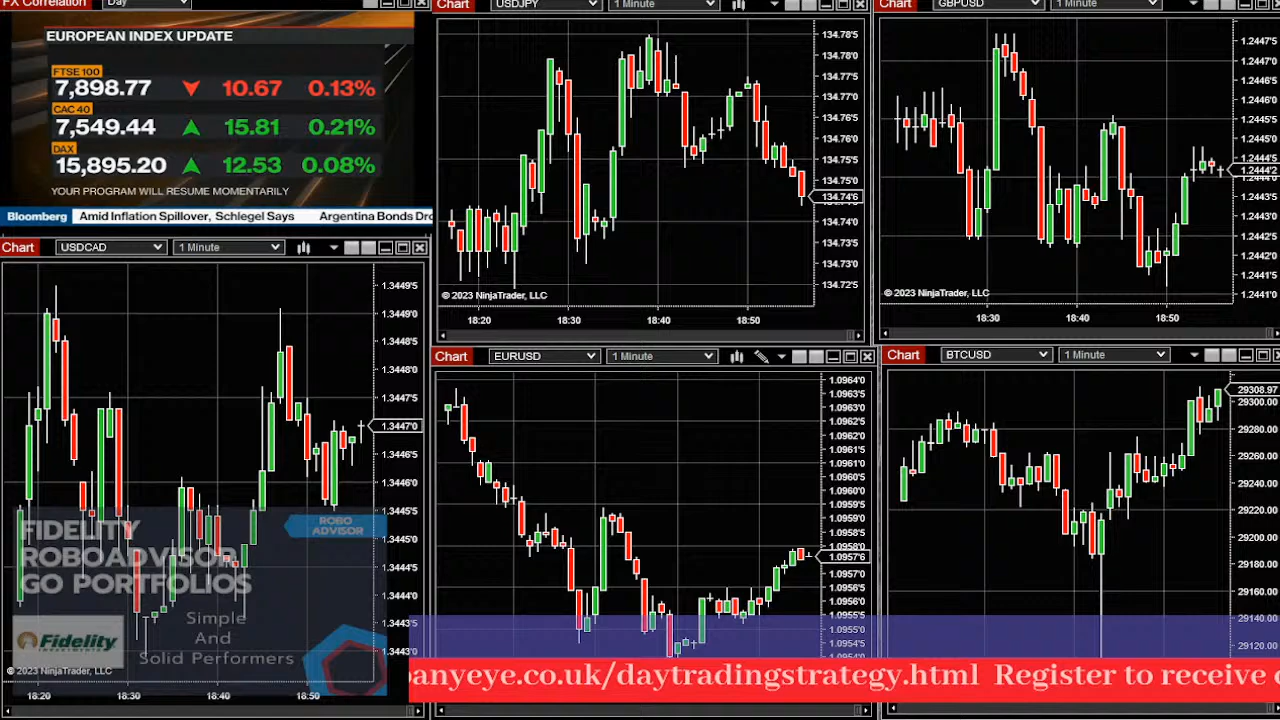 FX Correlation
Day
EUROPEAN INDEX UPDATE
FTSE 100
7,898.77 10.67 0.13%
CAC 40
7,549.44 15.81 0.21%
DAX
15,895.20 12.53 0.08%
YOUR PROGRAM WILL RESUME MOMENTARILY
Bloomberg Amid Inflation Spillover, Schlegel Says Argentina Bonds Dro
Chart USDJPY 1 Minute
134.78'5
134.77'5
134.77'0
134.76'0
134.75'5
134.75'0
134.74'6
134.74'0
134.73'5
134.73'0
134.72'5
© 2023 NinjaTrader, LLC
18:20 18:30 18:40 18:50
Chart GBPUSD 1 Minute
1.2447'5
1.2447'0
1.2446'5
1.2446'0
1.2445'5
1.2445'0
1.2444'5
1.2444'2
1.2443'5
1.2443'0
1.2442'5
1.2442'0
1.2441'5
1.2441'0
© 2023 NinjaTrader, LLC
18:30 18:40 18:50
Chart USDCAD 1 Minute
1.3449'5
1.3449'0
1.3448'5
1.3448'0
1.3447'5
1.3447'0
1.3446'5
1.3446'0
1.3445'5
1.3445'0
1.3444'5
1.3444'0
1.3443'5
1.3443'0
FIDELITY
ROBOADVISOR
GO PORTFOLIOS
ROBO
ADVISOR
Simple
And
Solid Performers
Fidelity
INVESTMENTS
© 2023 NinjaTrader, LLC
18:20 18:30 18:40 18:50
Chart EURUSD 1 Minute
1.0964'0
1.0963'5
1.0963'0
1.0962'5
1.0962'0
1.0961'5
1.0961'0
1.0960'5
1.0960'0
1.0959'5
1.0959'0
1.0958'5
1.0958'0
1.0957'6
1.0957'0
1.0956'5
1.0956'0
1.0955'5
1.0955'0
1.0954'5
Chart BTCUSD 1 Minute
29308.97
29300.00
29280.00
29260.00
29240.00
29220.00
29200.00
29180.00
29160.00
29140.00
29120.00
panyeye.co.uk/daytradingstrategy.html Register to receive